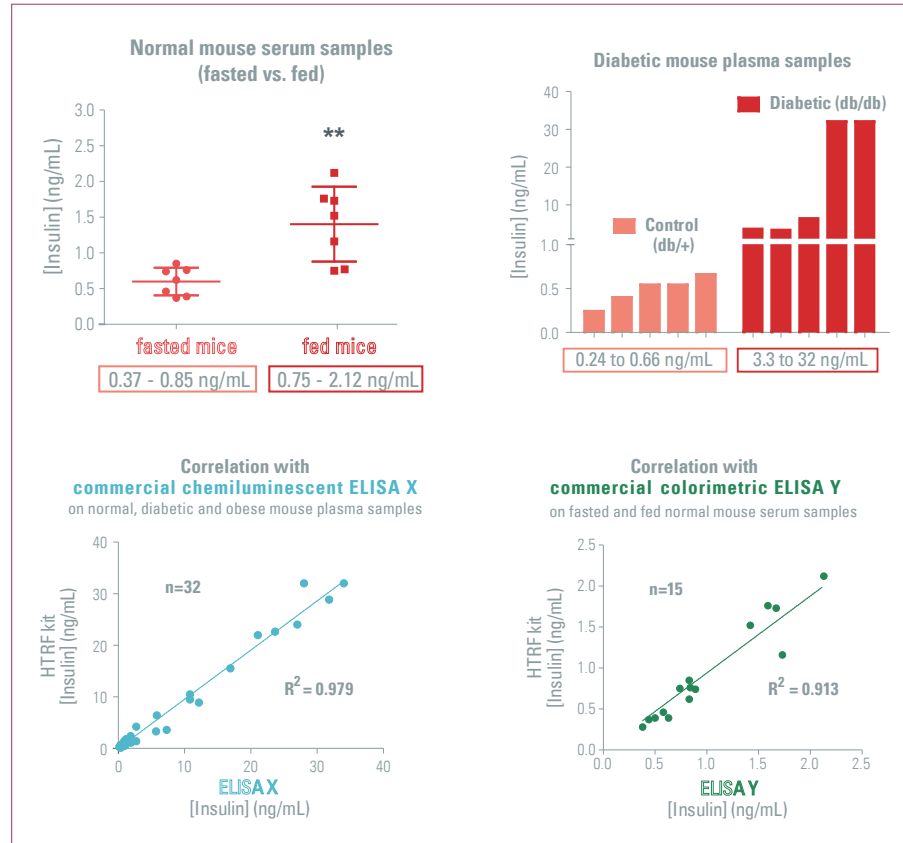 Normal mouse serum samples
(fasted vs. fed)
[Insulin] (ng/mL)
3.0
2.5
2.0
1.5
1.0
0.5
0.0
**
fasted mice
fed mice
0.37 - 0.85 ng/mL
0.75 - 2.12 ng/mL
Diabetic mouse plasma samples
[Insulin] (ng/mL)
40
30
20
10
1.0
0.5
0.0
Diabetic (db/db)
Control
(db/+)
0.24 to 0.66 ng/mL
3.3 to 32 ng/mL
Correlation with
commercial chemiluminescent ELISA X
on normal, diabetic and obese mouse plasma samples
HTRF kit
[Insulin] (ng/mL)
40
30
20
10
0
n=32
R² = 0.979
0
10
20
30
40
ELISA X
[Insulin] (ng/mL)
Correlation with
commercial colorimetric ELISA Y
on fasted and fed normal mouse serum samples
HTRF kit
[Insulin] (ng/mL)
2.5
2.0
1.5
1.0
0.5
0.0
n=15
R² = 0.913
0.0
0.5
1.0
1.5
2.0
2.5
ELISA Y
[Insulin] (ng/mL)